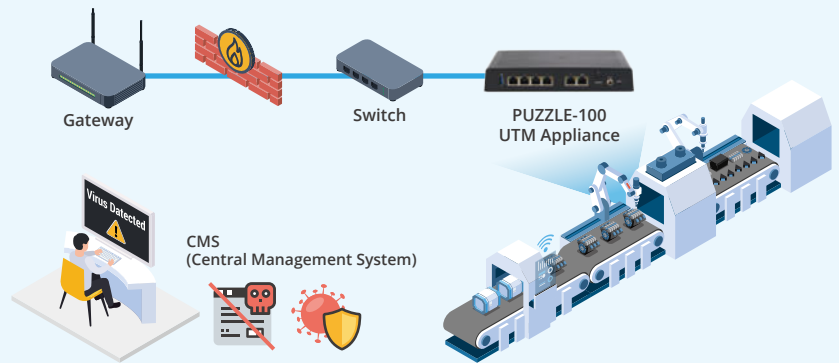 Gateway
Switch
PUZZLE-100
UTM Appliance
Virus Datected
CMS
(Central Management System)